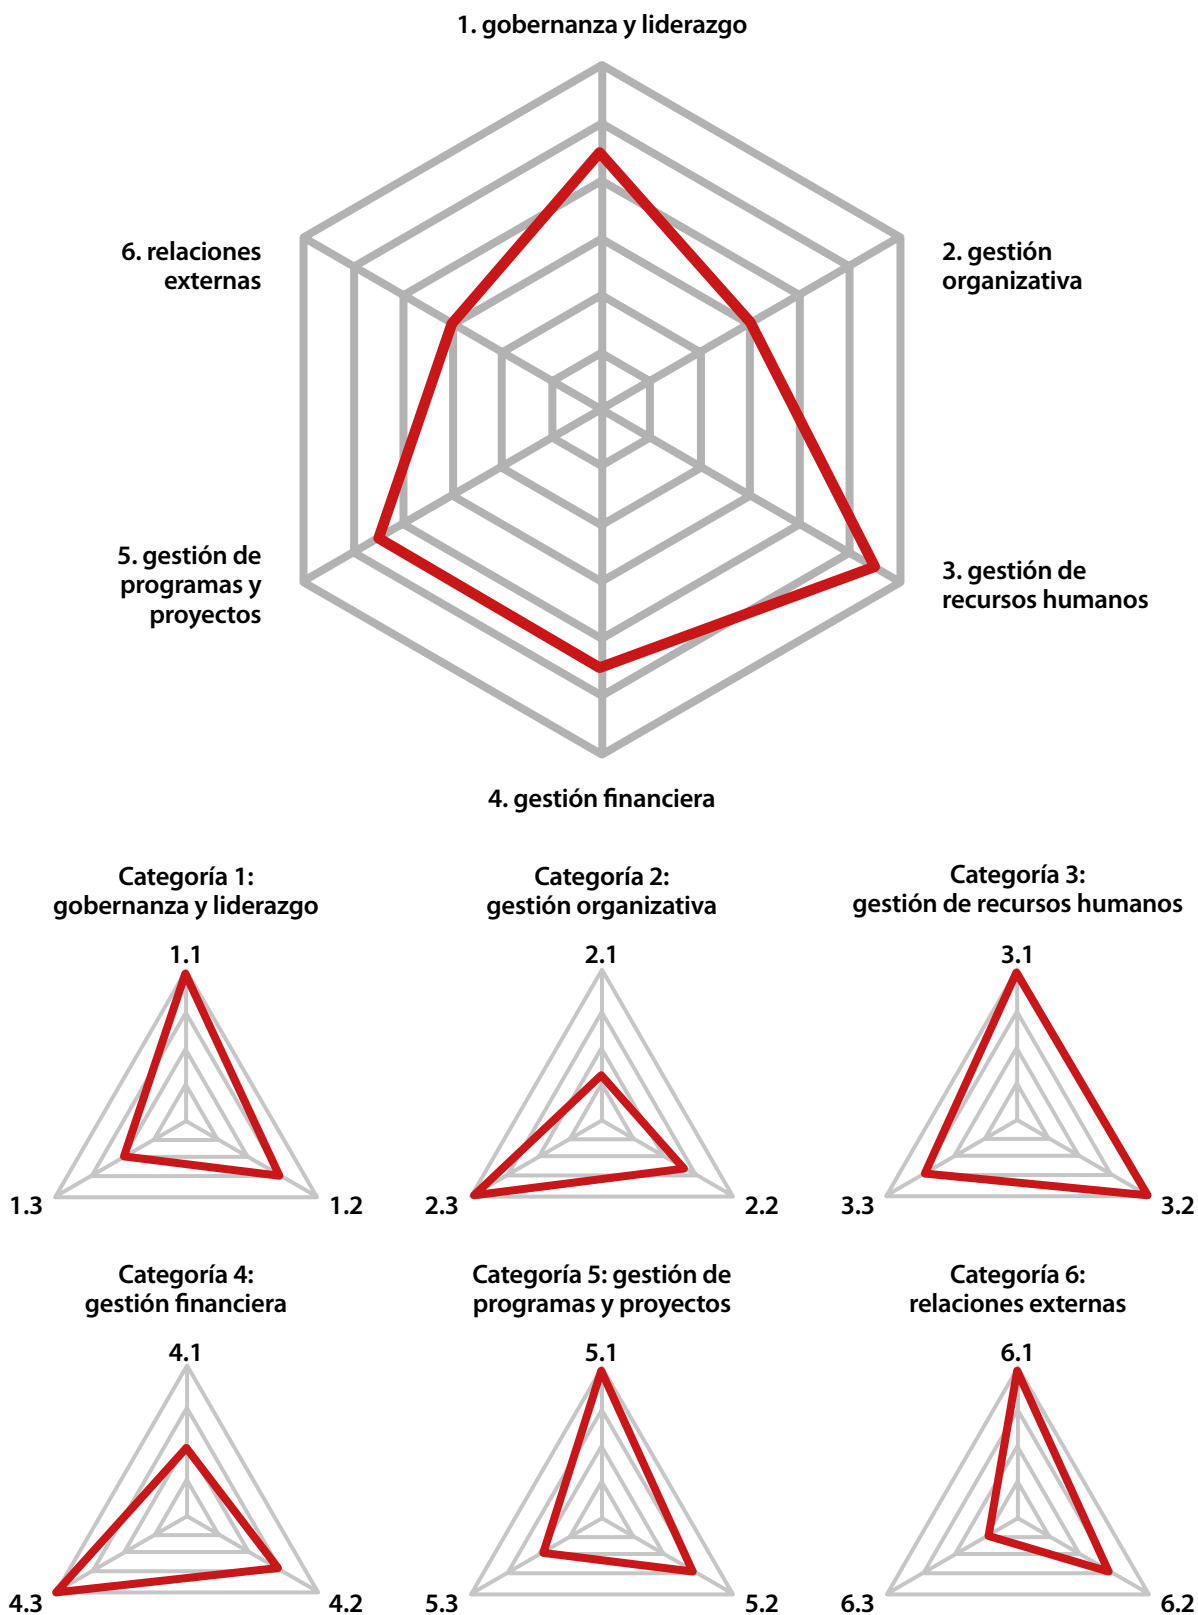 1. gobernanza y liderazgo
6. relaciones
externas
2. gestión
organizativa
5. gestión de
programas y
proyectos
3. gestión de
recursos humanos
4. gestión financiera
Categoría 1:
gobernanza y liderazgo
1.1
1.3
1.2
Categoría 2:
gestión organizativa
2.1
2.3
2.2
Categoría 3:
gestión de recursos humanos
3.1
3.3
3.2
Categoría 4:
gestión financiera
4.1
4.3
4.2
Categoría 5: gestión de
programas y proyectos
5.1
5.3
5.2
Categoría 6:
relaciones externas
6.1
6.3
6.2